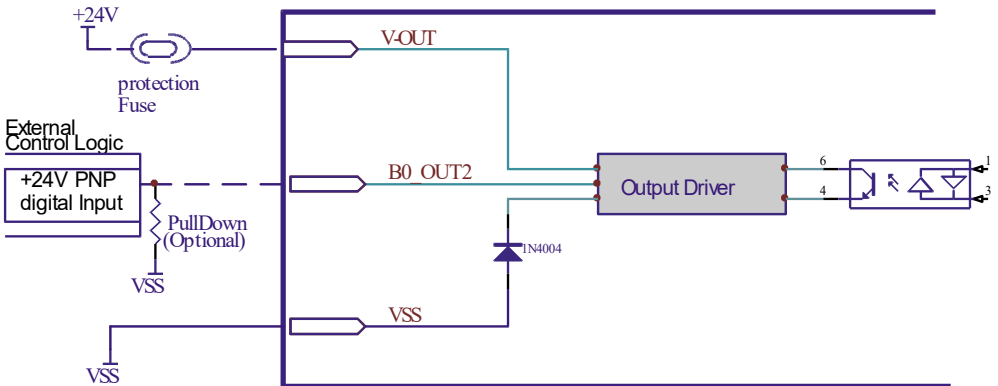 +24V
V-OUT
protection
Fuse
External
Control Logic
+24V PNP
digital Input
B0_OUT2
PullDown
(Optional)
VSS
Output Driver
6
4
1
3
1N4004
VSS
VSS